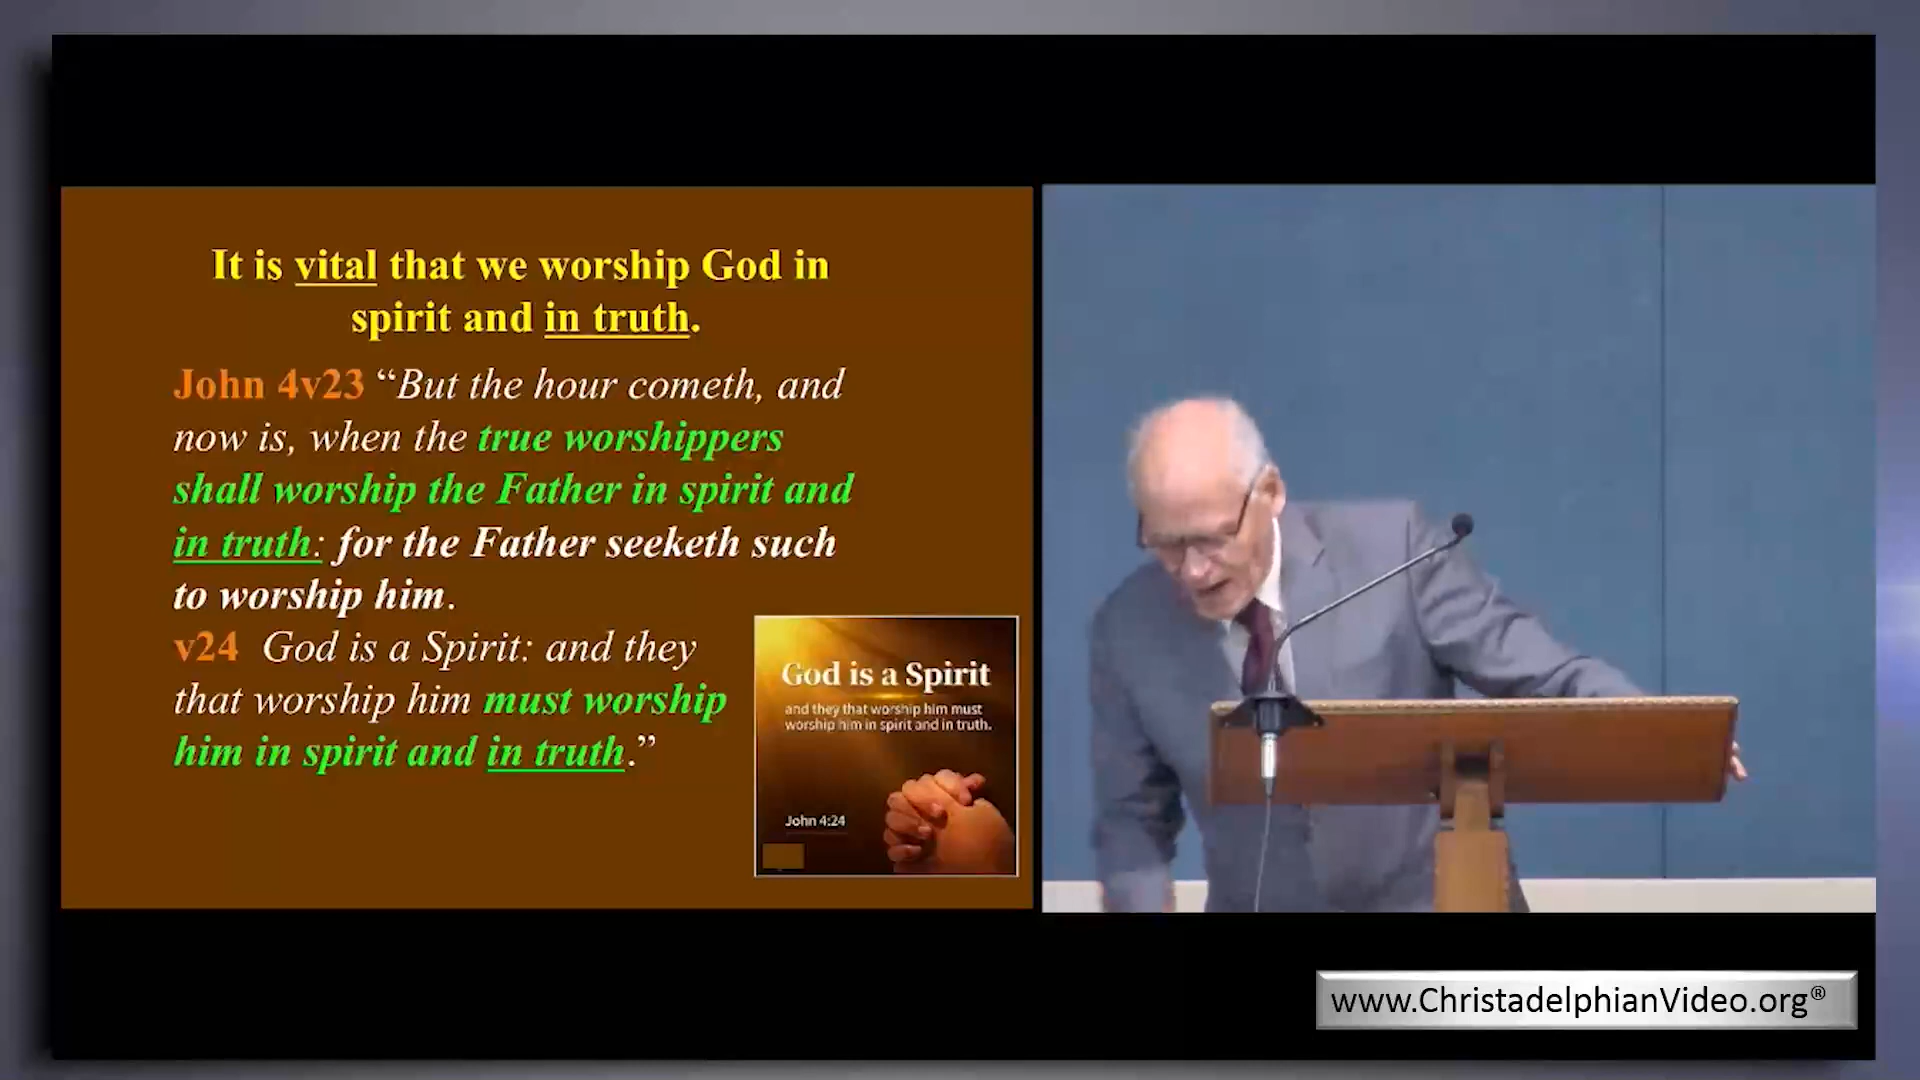 It is vital that we worship God in
spirit and in truth.
John 4v23 “But the hour cometh, and
now is, when the true worshippers
shall worship the Father in spirit and
in truth: for the Father seeketh such
to worship him.
v24 God is a Spirit: and they
that worship him must worship
him in spirit and in truth.”
God is a Spirit
and they that worship him must
worship him in spirit and in truth.
John 4:24
www.ChristadelphianVideo.org®